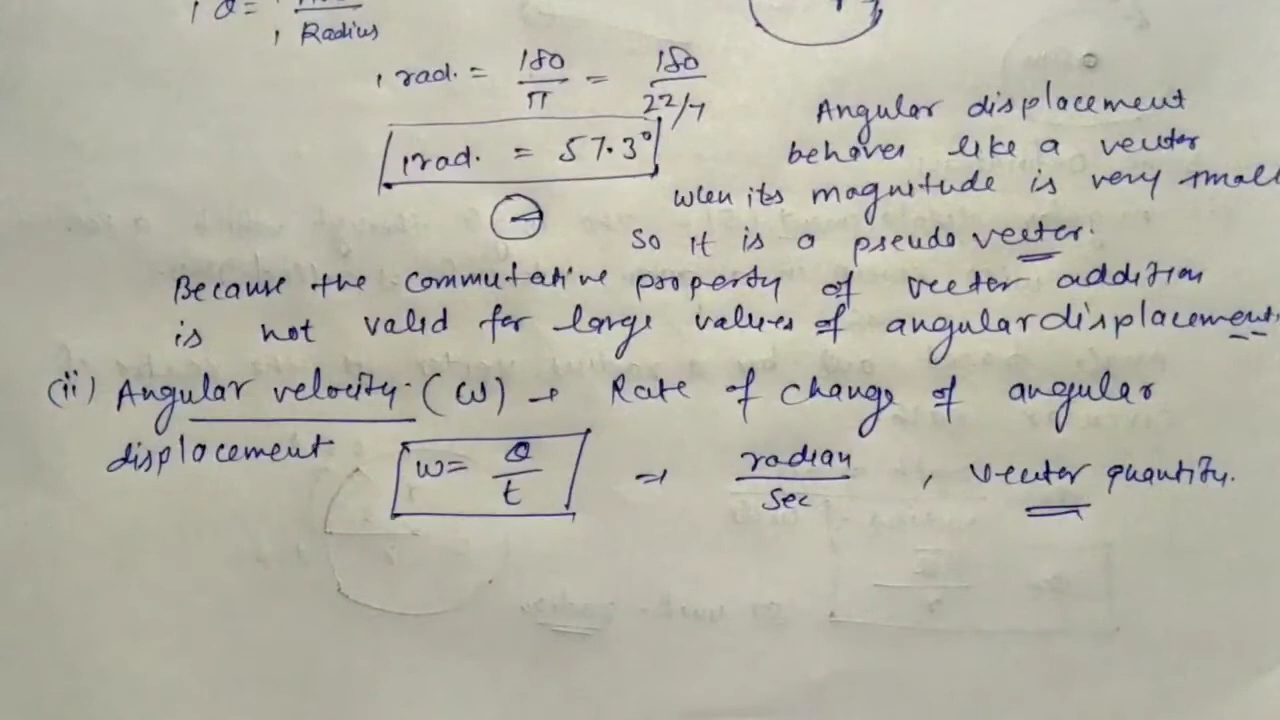 θ =
Radius
1 rad. = 180/π = 180/22/7
1rad. = 57.3°
Angular displacement
behaves like a vector
when its magnitude is very small
So it is a pseudo vector.
Because the commutative property of vector addition
is not valid for large values of angular displacement.
(ii) Angular velocity. (ω) → Rate of change of angular
displacement ω = θ/t ⇒ radian/sec , vector quantity.